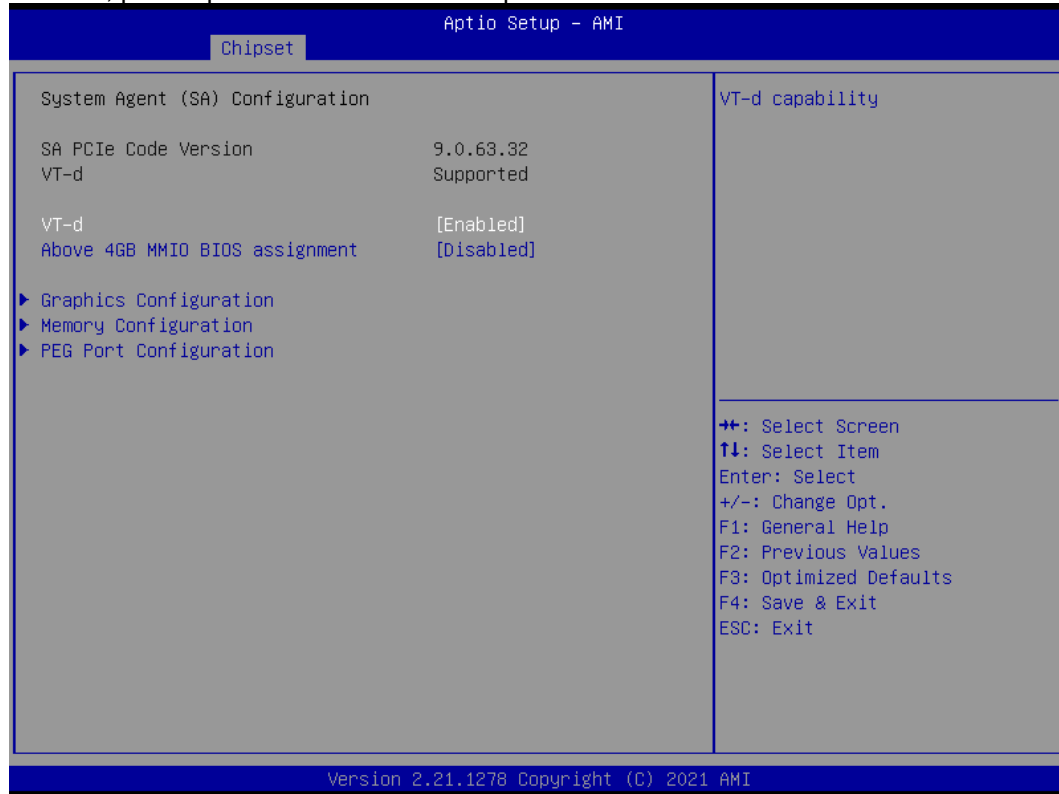 Aptio Setup – AMI
Chipset
System Agent (SA) Configuration
SA PCIe Code Version 9.0.63.32
VT-d Supported
VT-d [Enabled]
Above 4GB MMIO BIOS assignment [Disabled]
Graphics Configuration
Memory Configuration
PEG Port Configuration
VT-d capability
→←: Select Screen
↑↓: Select Item
Enter: Select
+/-: Change Opt.
F1: General Help
F2: Previous Values
F3: Optimized Defaults
F4: Save & Exit
ESC: Exit
Version 2.21.1278 Copyright (C) 2021 AMI